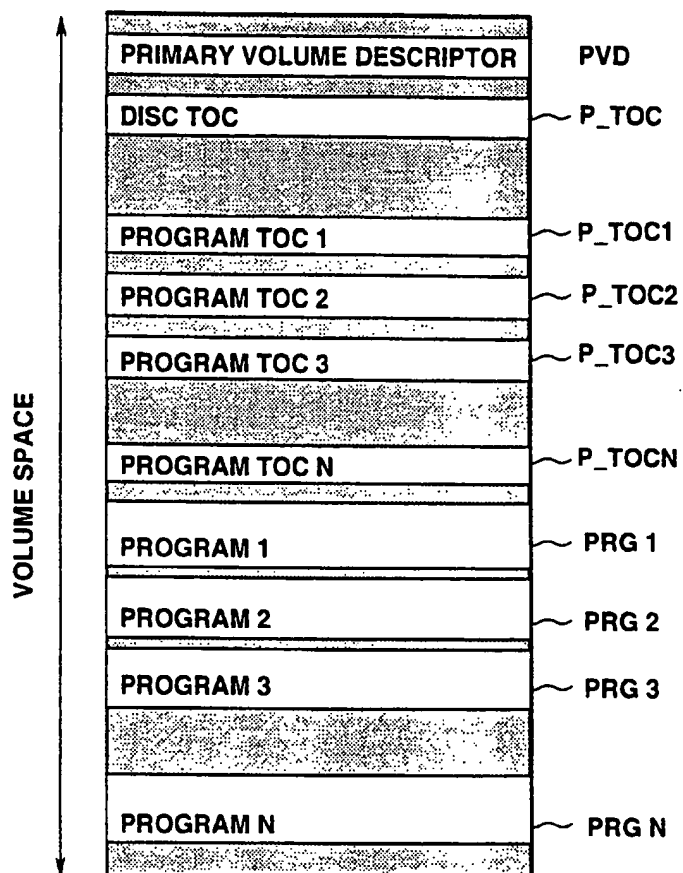 PRIMARY VOLUME DESCRIPTOR PVD
DISC TOC P_TOC
PROGRAM TOC 1 P_TOC1
PROGRAM TOC 2 P_TOC2
PROGRAM TOC 3 P_TOC3
PROGRAM TOC N P_TOCN
PROGRAM 1 PRG 1
PROGRAM 2 PRG 2
PROGRAM 3 PRG 3
PROGRAM N PRG N
VOLUME SPACE